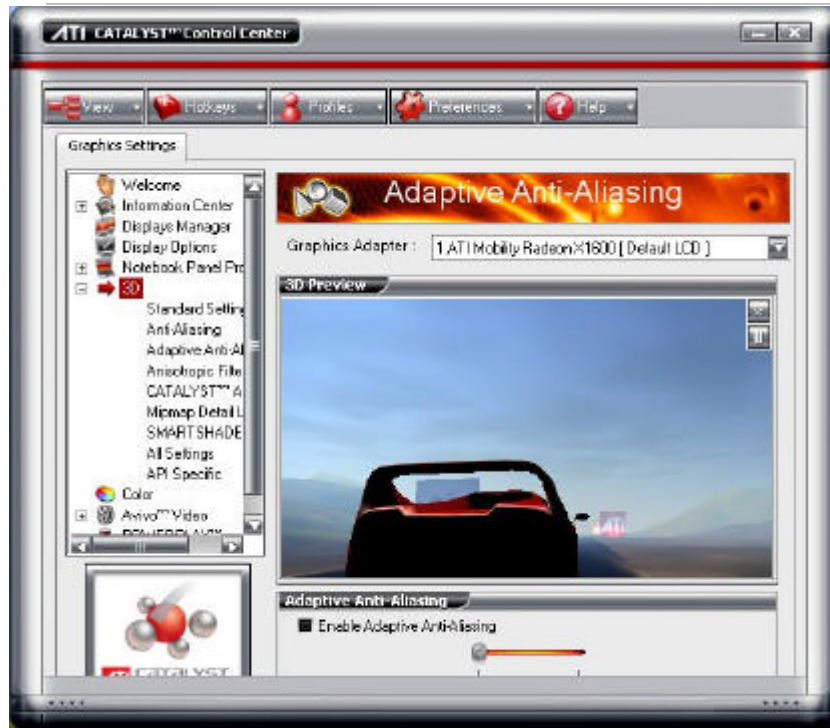 ATI CATALYST™ Control Center
View
Hotkeys
Profiles
Preferences
Help
Graphics Settings
Welcome
Information Center
Displays Manager
Display Options
Notebook Panel Pro
3D
Standard Setting
Anti-Aliasing
Adaptive Anti-Al
Anisotropic Filte
CATALYST™ A
Mipmap Detail L
SMARTSHADE
All Settings
API Specific
Color
Avivo™ Video
Adaptive Anti-Aliasing
Graphics Adapter :
1.ATI Mobility Radeon X1600 [ Default LCD ]
3D Preview
ATI
Adaptive Anti-Aliasing
Enable Adaptive Anti-Aliasing
ATI CATALYST